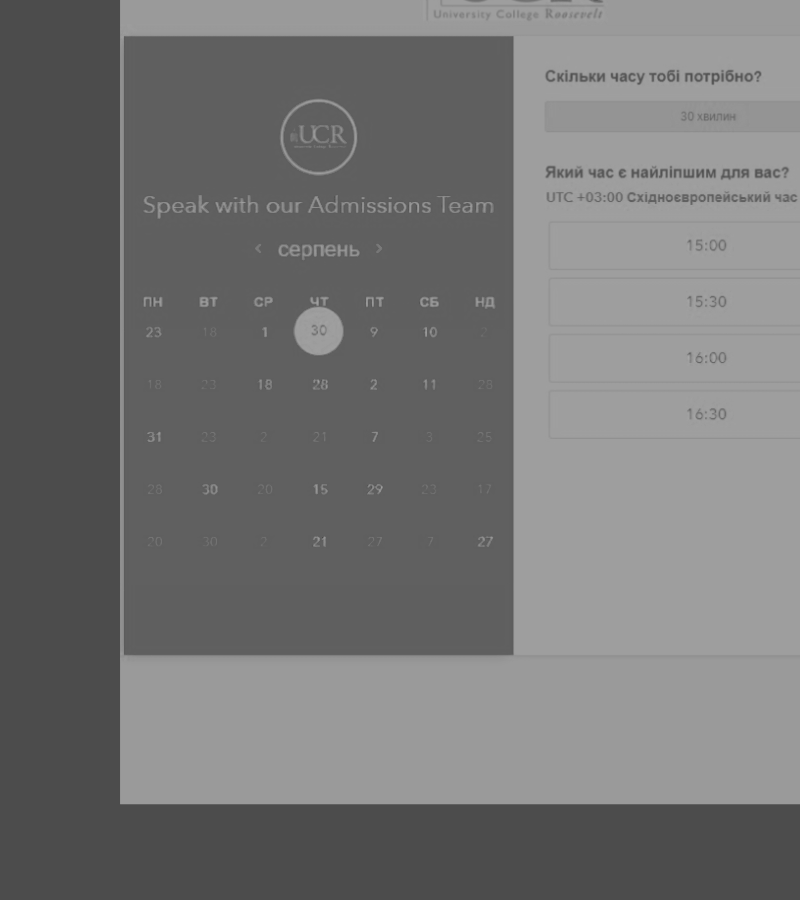 University College Roosevelt
UCR
Speak with our Admissions Team
‹ серпень ›
ПН ВТ СР ЧТ ПТ СБ НД
23 18 1 30 9 10 2
18 23 18 28 2 11 28
31 23 2 21 7 3 25
28 30 20 15 29 23 17
20 30 2 21 27 7 27
Скільки часу тобі потрібно?
30 хвилин
Який час є найліпшим для вас?
UTC +03:00 Східноєвропейський час
15:00
15:30
16:00
16:30